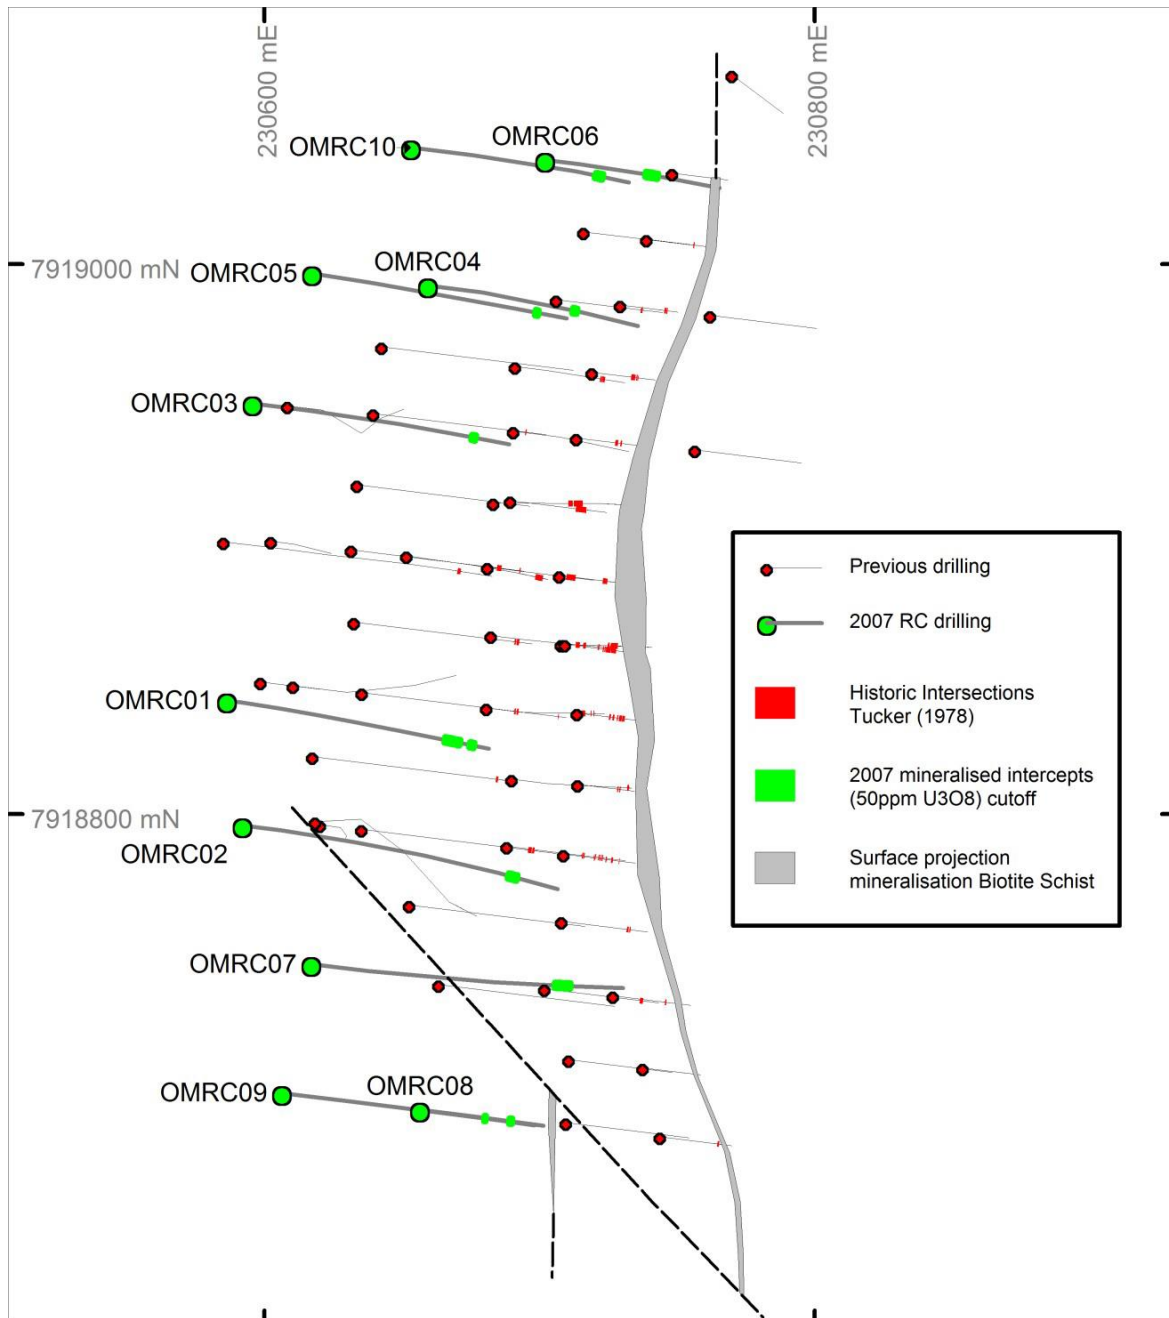 230600 mE
230800 mE
OMRC10
OMRC06
7919000 mN
OMRC05
OMRC04
OMRC03
Previous drilling
2007 RC drilling
Historic Intersections
Tucker (1978)
2007 mineralised intercepts
(50ppm U3O8) cutoff
Surface projection
mineralisation Biotite Schist
OMRC01
7918800 mN
OMRC02
OMRC07
OMRC09
OMRC08